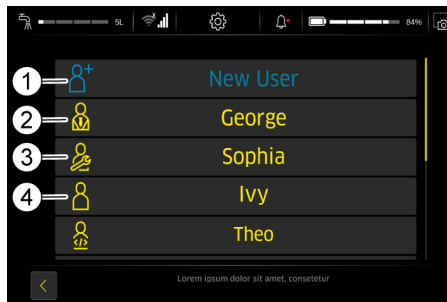 5L
84%
1
New User
2
George
3
Sophia
4
Ivy
Theo
Lorem ipsum dolor sit amet, consetetur